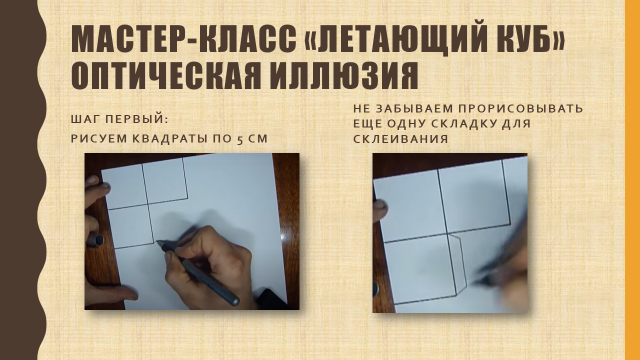 МАСТЕР-КЛАСС «ЛЕТАЮЩИЙ КУБ»
ОПТИЧЕСКАЯ ИЛЛЮЗИЯ
ШАГ ПЕРВЫЙ:
РИСУЕМ КВАДРАТЫ ПО 5 СМ
НЕ ЗАБЫВАЕМ ПРОРИСОВЫВАТЬ
ЕЩЕ ОДНУ СКЛАДКУ ДЛЯ
СКЛЕИВАНИЯ